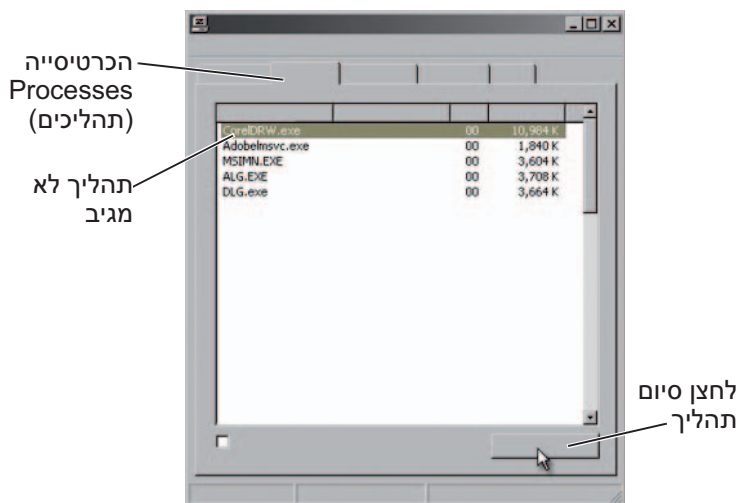 הכרטיסייה
Processes
(תהליכים)
תהליך לא
מגיב
CorelDRW.exe 00 10,984 K
Adobelmsvc.exe 00 1,840 K
MSIMN.EXE 00 3,604 K
ALG.EXE 00 3,708 K
DLG.exe 00 3,664 K
לחצן סיום
תהליך